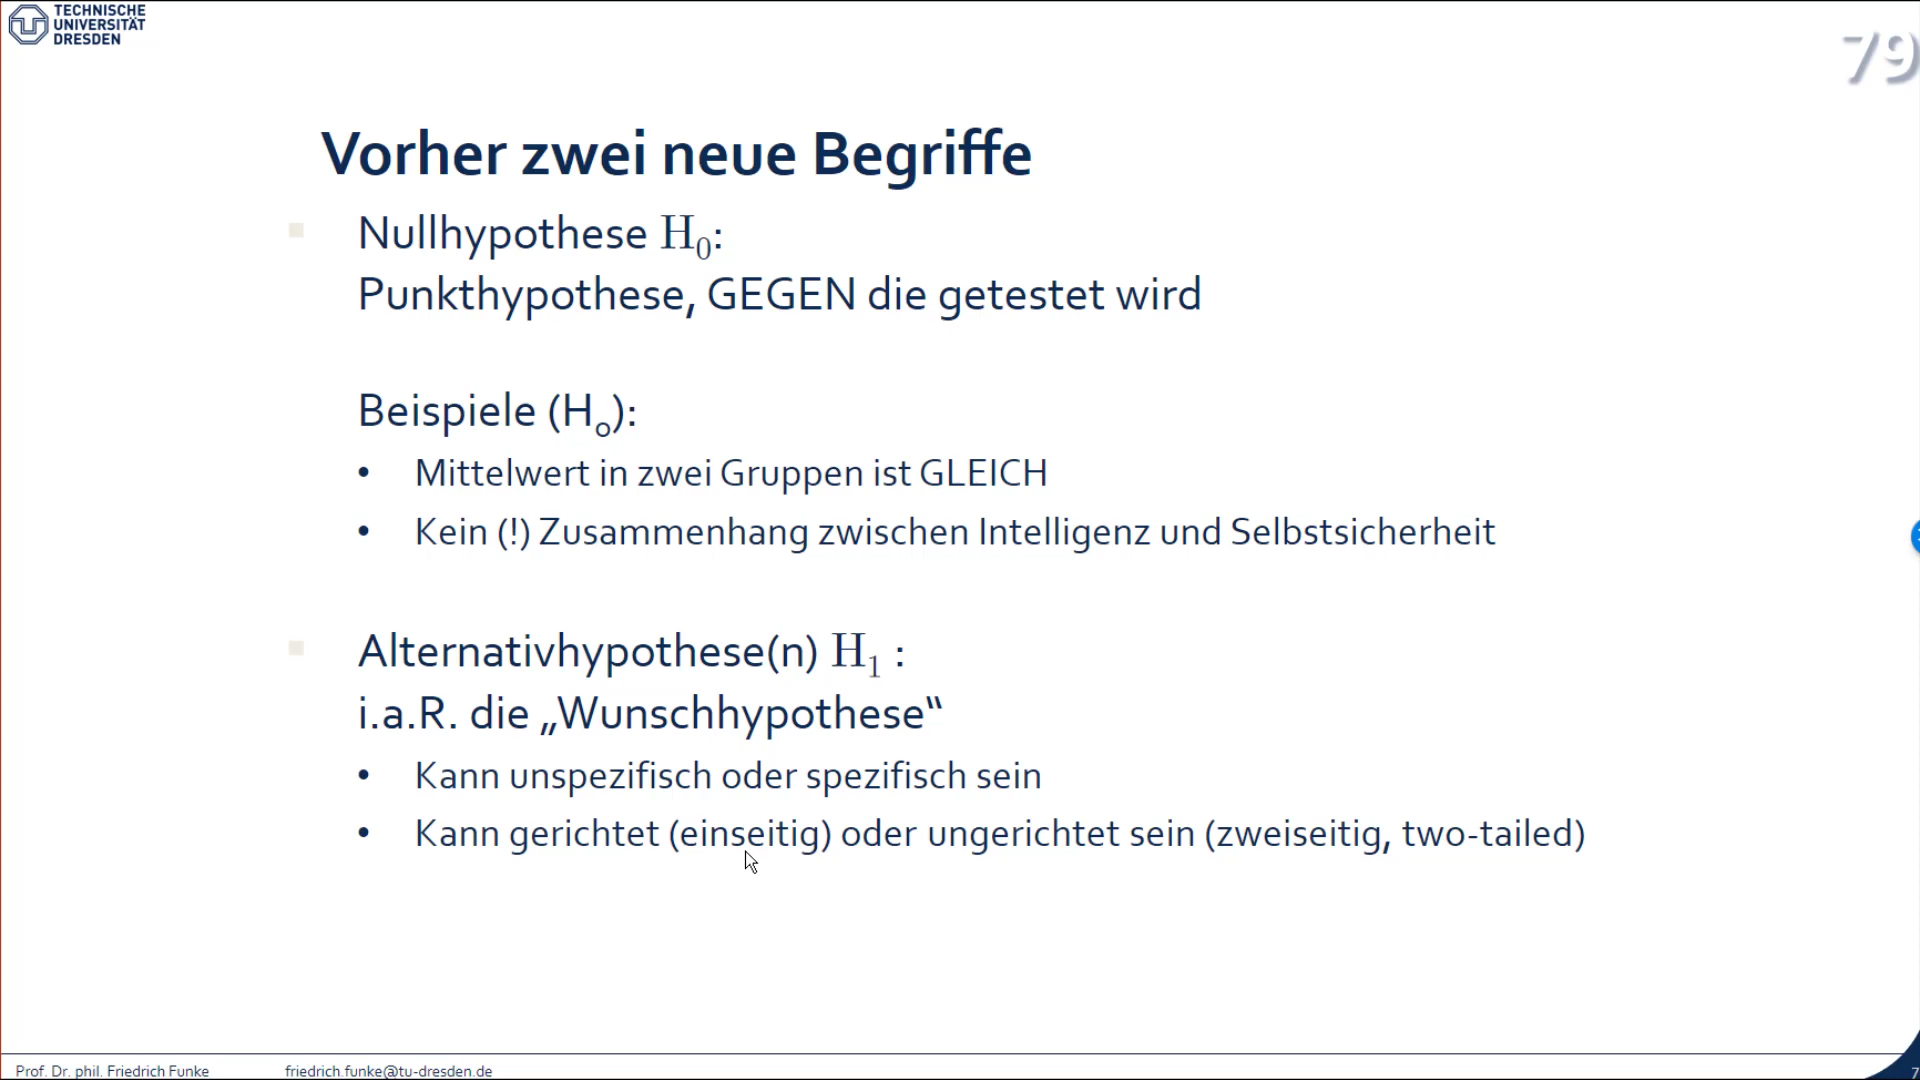 TECHNISCHE
UNIVERSITÄT
DRESDEN
79
Vorher zwei neue Begriffe
Nullhypothese H₀:
Punkthypothese, GEGEN die getestet wird
Beispiele (H₀):
• Mittelwert in zwei Gruppen ist GLEICH
• Kein (!) Zusammenhang zwischen Intelligenz und Selbstsicherheit
Alternativhypothese(n) H₁ :
i.a.R. die „Wunschhypothese“
• Kann unspezifisch oder spezifisch sein
• Kann gerichtet (einseitig) oder ungerichtet sein (zweiseitig, two-tailed)
Prof. Dr. phil. Friedrich Funke friedrich.funke@tu-dresden.de